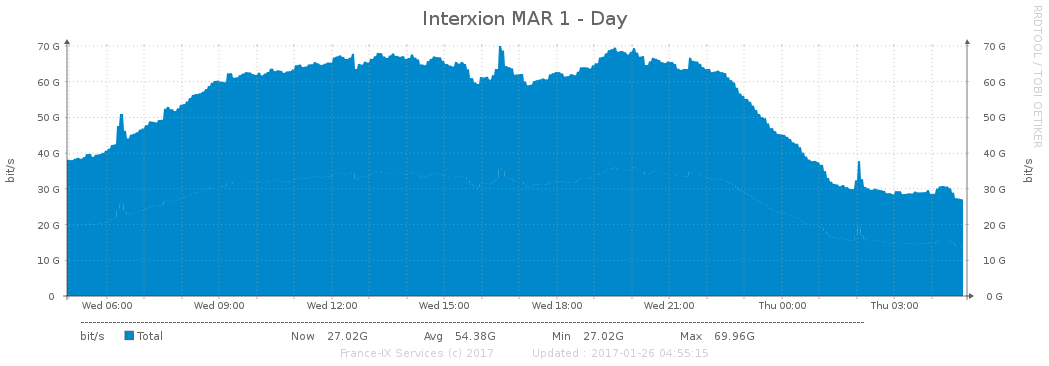 Interxion MAR 1 - Day
RRDTOOL / TOBI OETIKER
bit/s
bit/s
70 G 70 G
60 G 60 G
50 G 50 G
40 G 40 G
30 G 30 G
20 G 20 G
10 G 10 G
0 0 G
Wed 06:00 Wed 09:00 Wed 12:00 Wed 15:00 Wed 18:00 Wed 21:00 Thu 00:00 Thu 03:00
bit/s Total Now 27.02G Avg 54.38G Min 27.02G Max 69.96G
France-IX Services (c) 2017 Updated : 2017-01-26 04:55:15